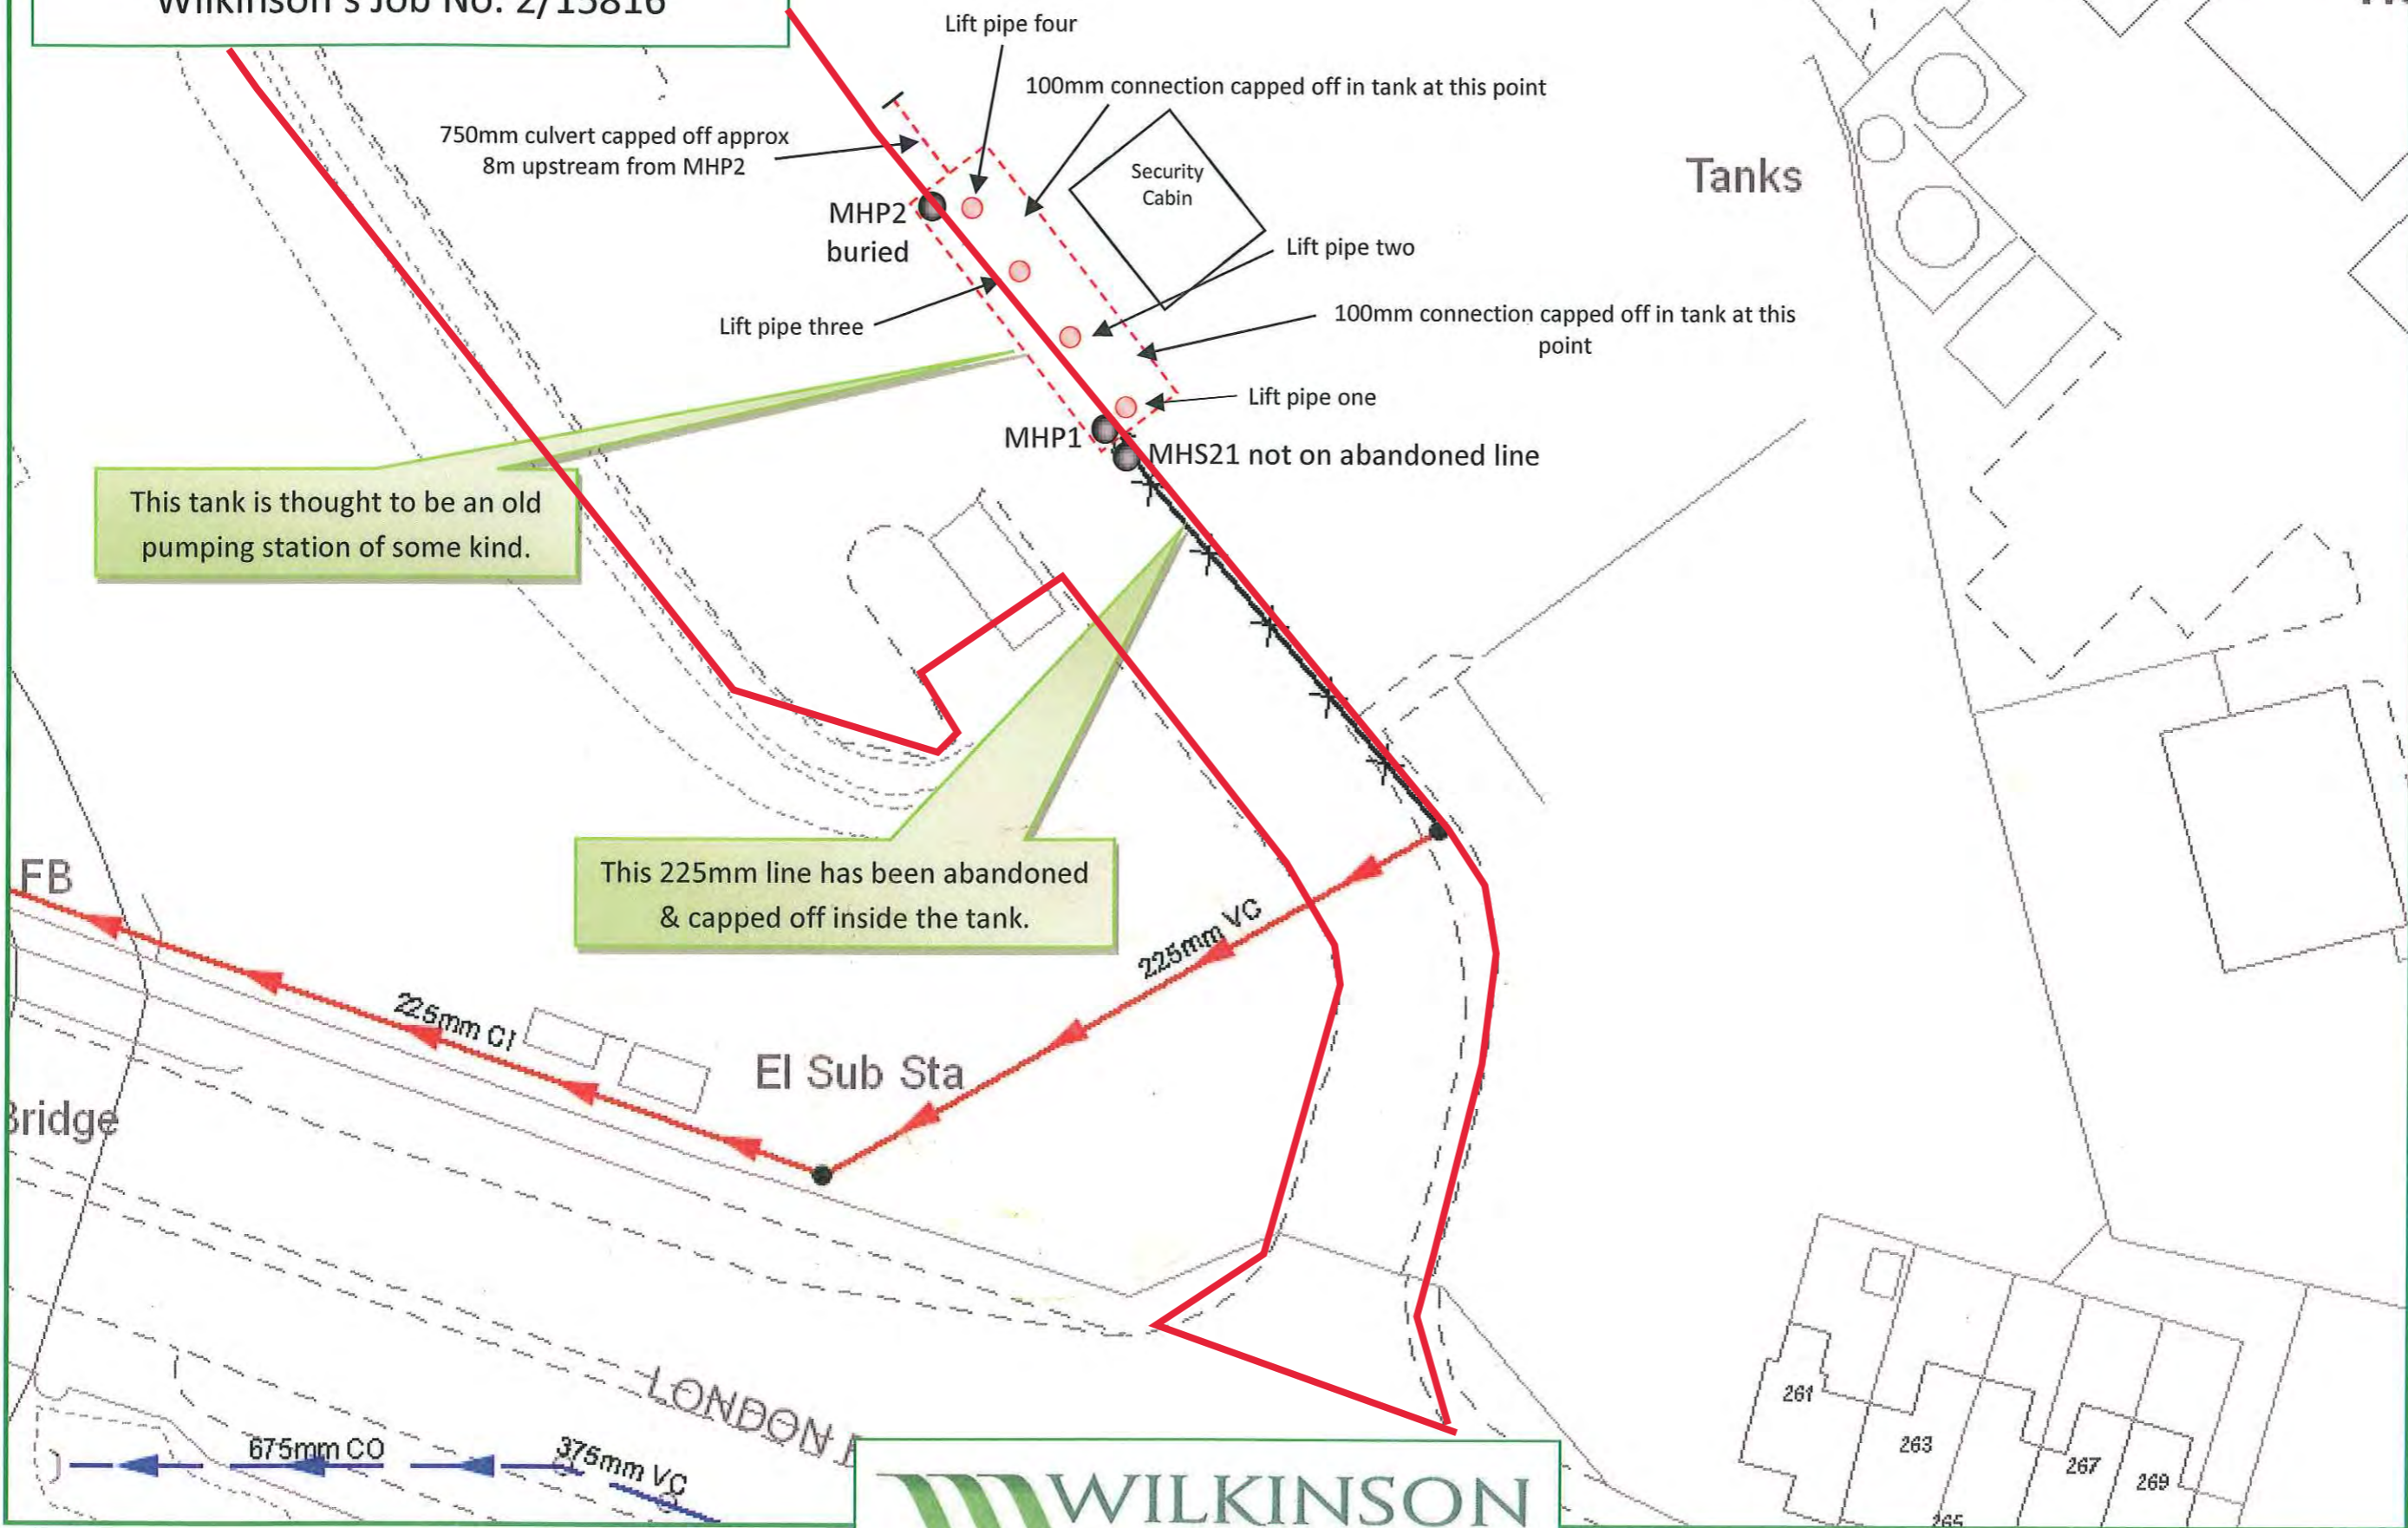 Wilkinson's Job No. 2/15816
Lift pipe four
100mm connection capped off in tank at this point
750mm culvert capped off approx
8m upstream from MHP2
Security
Cabin
Tanks
MHP2
buried
Lift pipe two
Lift pipe three
100mm connection capped off in tank at this
point
Lift pipe one
MHP1
MHS21 not on abandoned line
This tank is thought to be an old
pumping station of some kind.
This 225mm line has been abandoned
& capped off inside the tank.
FB
225mm VC
225mm CI
El Sub Sta
Bridge
LONDON
261
263
265
267
269
675mm CO
375mm VC
WILKINSON